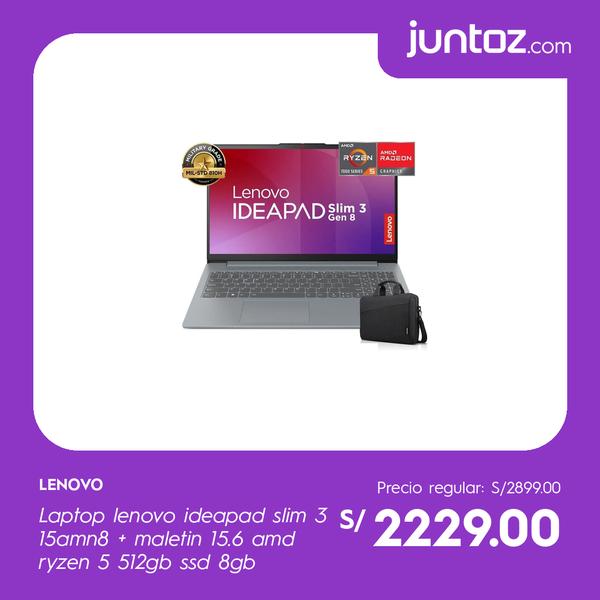 juntoz.com
MILITARY GRADE
MIL-STD 810H
AMD
RYZEN
7000 SERIES 5
AMD
RADEON
GRAPHICS
Lenovo
IDEAPAD Slim 3
Gen 8
Lenovo
LENOVO
Laptop lenovo ideapad slim 3
15amn8 + maletin 15.6 amd
ryzen 5 512gb ssd 8gb
Precio regular: S/2899.00
S/ 2229.00